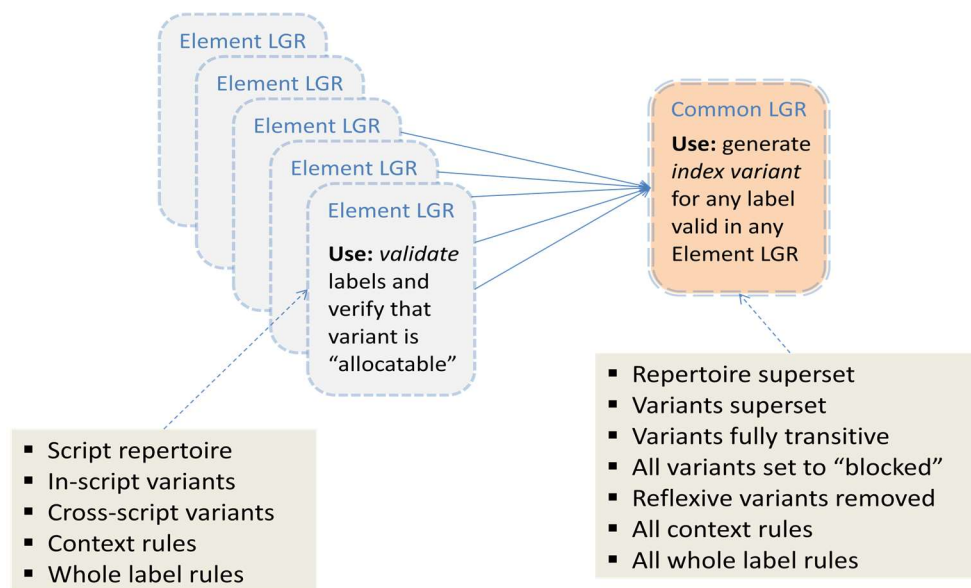 Element LGR
Element LGR
Element LGR
Element LGR
Element LGR
Use: validate
labels and
verify that
variant is
“allocatable”
Common LGR
Use: generate
index variant
for any label
valid in any
Element LGR
▪ Script repertoire
▪ In-script variants
▪ Cross-script variants
▪ Context rules
▪ Whole label rules
▪ Repertoire superset
▪ Variants superset
▪ Variants fully transitive
▪ All variants set to “blocked”
▪ Reflexive variants removed
▪ All context rules
▪ All whole label rules